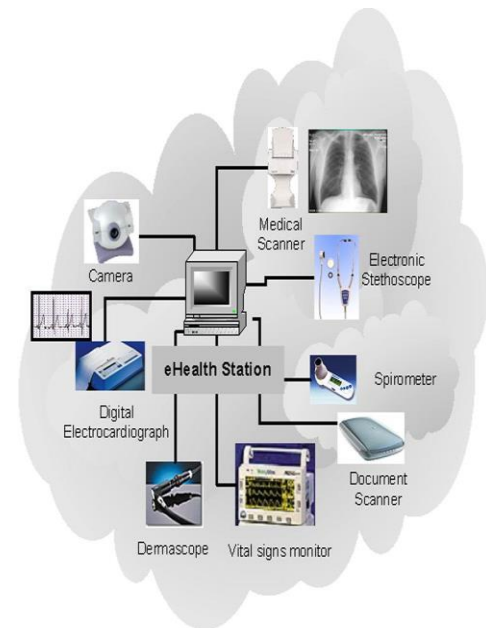 Medical
Scanner
Camera
Electronic
Stethoscope
eHealth Station
Spirometer
Digital
Electrocardiograph
Document
Scanner
Dermascope
Vital signs monitor